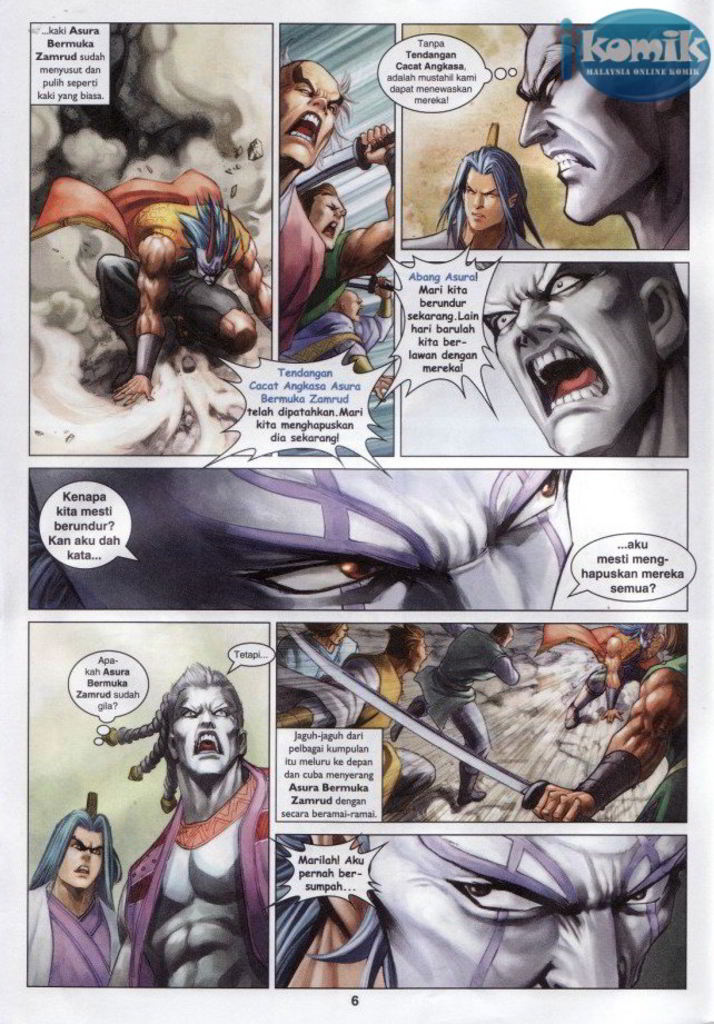 ...kaki Asura
Bermuka
Zamrud sudah
menyusut dan
pulih seperti
kaki yang biasa.
Tendangan
Cacat Angkasa Asura
Bermuka Zamrud
telah dipatahkan.Mari
kita menghapuskan
dia sekarang!
Tanpa
Tendangan
Cacat Angkasa,
adalah mustahil kami
dapat menewaskan
mereka!
ikomik
MALAYSIA ONLINE KOMIK
Abang Asura!
Mari kita
berundur
sekarang.Lain
hari barulah
kita ber-
lawan dengan
mereka!
Kenapa
kita mesti
berundur?
Kan aku dah
kata...
...aku
mesti meng-
hapuskan mereka
semua?
Apa-
kah Asura
Bermuka
Zamrud sudah
gila?
Tetapi...
Jaguh-jaguh dari
pelbagai kumpulan
itu meluru ke depan
dan cuba menyerang
Asura Bermuka
Zamrud dengan
secara beramai-ramai.
Marilah! Aku
pernah ber-
sumpah...
6